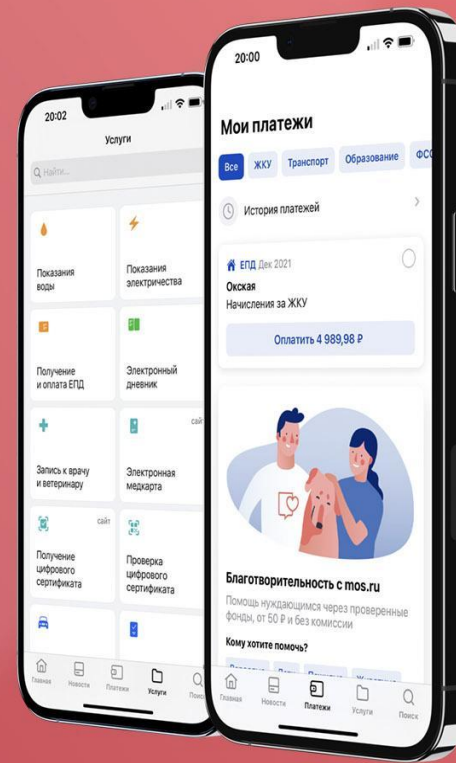 20:02
Услуги
Найти...
Показания
воды
Показания
электричества
Получение
и оплата ЕПД
Электронный
дневник
Запись к врачу
и ветеринару
сайт
Электронная
медкарта
сайт
Получение
цифрового
сертификата
Проверка
цифрового
сертификата
Главная
Новости
Платежи
Услуги
Поиск
20:00
Мои платежи
Все
ЖКУ
Транспорт
Образование
История платежей
ЕПД Дек 2021
Окская
Начисления за ЖКУ
Оплатить 4 989,98 ₽
Благотворительность с mos.ru
Помощь нуждающимся через проверенные
фонды, от 50 ₽ и без комиссии
Кому хотите помочь?
Главная
Новости
Платежи
Услуги
Поиск